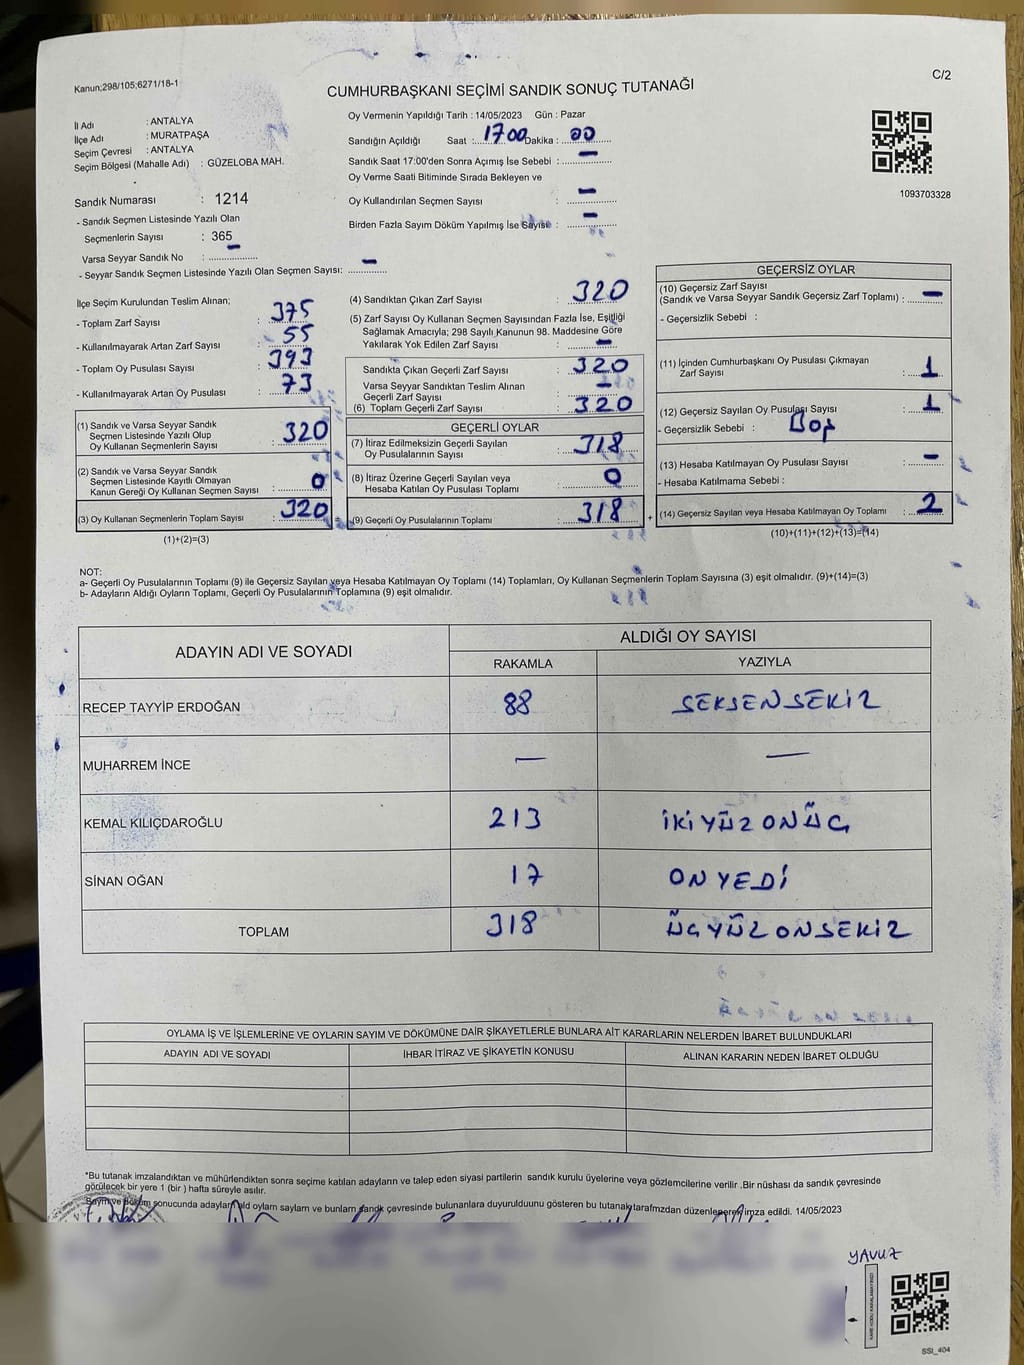 Kanun;298/105;6271/18-1
C/2
CUMHURBAŞKANI SEÇİMİ SANDIK SONUÇ TUTANAĞI
İl Adı : ANTALYA
İlçe Adı : MURATPAŞA
Seçim Çevresi : ANTALYA
Seçim Bölgesi (Mahalle Adı) : GÜZELOBA MAH.
Oy Vermenin Yapıldığı Tarih : 14/05/2023 Gün : Pazar
Sandığın Açıldığı Saat : 1700 Dakika : 00
Sandık Saat 17:00'den Sonra Açımış İse Sebebi : —
Oy Verme Saati Bitiminde Sırada Bekleyen ve
Oy Kullandırılan Seçmen Sayısı : —
Birden Fazla Sayım Döküm Yapılmış İse Sayısı : —
1093703328
Sandık Numarası : 1214
- Sandık Seçmen Listesinde Yazılı Olan
Seçmenlerin Sayısı : 365
Varsa Seyyar Sandık No : —
- Seyyar Sandık Seçmen Listesinde Yazılı Olan Seçmen Sayısı: —
İlçe Seçim Kurulundan Teslim Alınan;
- Toplam Zarf Sayısı : 375
- Kullanılmayarak Artan Zarf Sayısı : 55
- Toplam Oy Pusulası Sayısı : 393
- Kullanılmayarak Artan Oy Pusulası : 73
(1) Sandık ve Varsa Seyyar Sandık
Seçmen Listesinde Yazılı Olup
Oy Kullanan Seçmenlerin Sayısı : 320
(2) Sandık ve Varsa Seyyar Sandık
Seçmen Listesinde Kayıtlı Olmayan
Kanun Gereği Oy Kullanan Seçmen Sayısı : 0
(3) Oy Kullanan Seçmenlerin Toplam Sayısı : 320
(1)+(2)=(3)
(4) Sandıktan Çıkan Zarf Sayısı : 320
(5) Zarf Sayısı Oy Kullanan Seçmen Sayısından Fazla İse, Eşitliği
Sağlamak Amacıyla; 298 Sayılı Kanunun 98. Maddesine Göre
Yakılarak Yok Edilen Zarf Sayısı : —
Sandıkta Çıkan Geçerli Zarf Sayısı : 320
Varsa Seyyar Sandıktan Teslim Alınan
Geçerli Zarf Sayısı : —
(6) Toplam Geçerli Zarf Sayısı : 320
GEÇERLİ OYLAR
(7) İtiraz Edilmeksizin Geçerli Sayılan
Oy Pusulalarının Sayısı : 318
(8) İtiraz Üzerine Geçerli Sayılan veya
Hesaba Katılan Oy Pusulası Toplamı : 0
(9) Geçerli Oy Pusulalarının Toplamı : 318
+
GEÇERSİZ OYLAR
(10) Geçersiz Zarf Sayısı
(Sandık ve Varsa Seyyar Sandık Geçersiz Zarf Toplamı) : —
- Geçersizlik Sebebi :
(11) İçinden Cumhurbaşkanı Oy Pusulası Çıkmayan
Zarf Sayısı : 1
(12) Geçersiz Sayılan Oy Pusulası Sayısı : 1
- Geçersizlik Sebebi : Boş
(13) Hesaba Katılmayan Oy Pusulası Sayısı : —
- Hesaba Katılmama Sebebi :
(14) Geçersiz Sayılan veya Hesaba Katılmayan Oy Toplamı : 2
(10)+(11)+(12)+(13)=(14)
NOT:
a- Geçerli Oy Pusulalarının Toplamı (9) ile Geçersiz Sayılan veya Hesaba Katılmayan Oy Toplamı (14) Toplamları, Oy Kullanan Seçmenlerin Toplam Sayısına (3) eşit olmalıdır. (9)+(14)=(3)
b- Adayların Aldığı Oyların Toplamı, Geçerli Oy Pusulalarının Toplamına (9) eşit olmalıdır.
ADAYIN ADI VE SOYADI ALDIĞI OY SAYISI
RAKAMLA YAZIYLA
RECEP TAYYİP ERDOĞAN 88 SEKSENSEKİZ
MUHARREM İNCE — —
KEMAL KILIÇDAROĞLU 213 İKİYÜZONÜÇ
SİNAN OĞAN 17 ONYEDİ
TOPLAM 318 ÜÇYÜZONSEKİZ
OYLAMA İŞ VE İŞLEMLERİNE VE OYLARIN SAYIM VE DÖKÜMÜNE DAİR ŞİKAYETLERLE BUNLARA AİT KARARLARIN NELERDEN İBARET BULUNDUKLARI
ADAYIN ADI VE SOYADI İHBAR İTİRAZ VE ŞİKAYETİN KONUSU ALINAN KARARIN NEDEN İBARET OLDUĞU
*Bu tutanak imzalandıktan ve mühürlendikten sonra seçime katılan adayların ve talep eden siyasi partilerin sandık kurulu üyelerine veya gözlemcilerine verilir .Bir nüshası da sandık çevresinde
görülecek bir yere 1 (bir ) hafta süreyle asılır.
sonucunda adayların oyların sayların ve bunların sandık çevresinde bulunanlara duyurulduunu gösteren bu tutanak tarafmzdan düzenlenerek imza edildi. 14/05/2023
YAVUZ
SSI_404